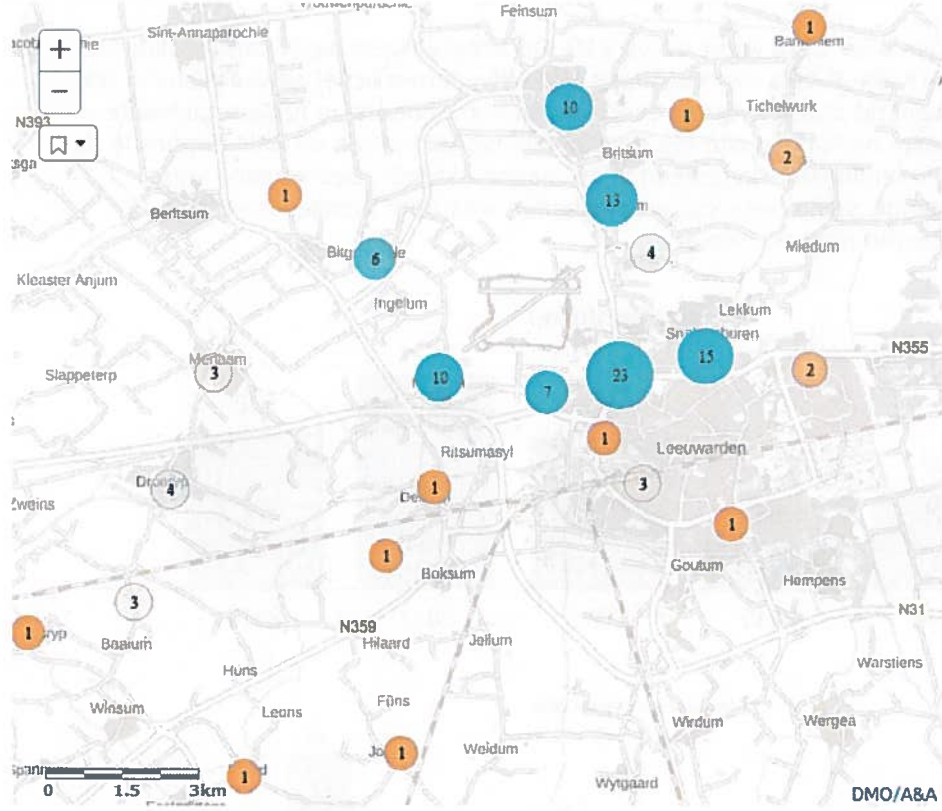 Feinsum
Sint-Annaparochie
1
+
−
10
1
Tichelwurk
N393
Britsum
2
1
13
Berltsum
4
Miedum
6
Kleaster Anjum
Ingelum
Lekkum
15
N355
3
Slappeterp
10
7
23
2
1
Ritsumasyl
Leeuwarden
4
1
3
Zweins
1
1
Boksum
Goutum
Hempens
3
N31
1
N359
Baaium
Hilaard
Jellum
Húns
Warstiens
Winsum
Leons
Fûns
Wirdum
Wergea
1
Weidum
1
0
1.5
3km
Wytgaard
DMO/A&A